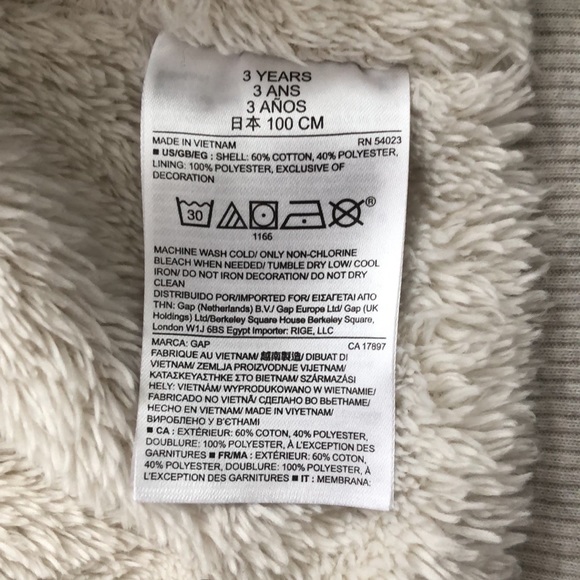 3 YEARS
3 ANS
3 AÑOS
日本 100 CM
MADE IN VIETNAM RN 54023
■ US/GB/EG : SHELL: 60% COTTON, 40% POLYESTER,
LINING: 100% POLYESTER, EXCLUSIVE OF
DECORATION
30
®
1166
MACHINE WASH COLD/ ONLY NON-CHLORINE
BLEACH WHEN NEEDED/ TUMBLE DRY LOW/ COOL
IRON/ DO NOT IRON DECORATION/ DO NOT DRY
CLEAN
DISTRIBUIDO POR/IMPORTED FOR/ ΕΙΣΑΓΕΤΑΙ ΑΠΟ
ΤΗΝ: Gap (Netherlands) B.V./ Gap Europe Ltd/ Gap (UK
Holdings) Ltd/Berkeley Square House Berkeley Square,
London W1J 6BS Egypt Importer: RIGE, LLC
MARCA: GAP CA 17897
FABRIQUE AU VIETNAM/ 越南製造/ DIBUAT DI
VIETNAM/ ZEMLJA PROIZVODNJE VIJETNAM/
ΚΑΤΑΣΚΕΥΑΣΤΗΚΕ ΣΤΟ ΒΙΕΤΝΑΜ/ SZÁRMAZÁSI
HELY: VIETNÁM/ WYPRODUKOWANO W WIETNAMIE/
FABRICADO NO VIETNÃ/ СДЕЛАНО ВО ВЬЕТНАМЕ/
HECHO EN VIETNAM/ MADE IN VIYETNAM/
ВИРОБЛЕНО У В'ЄТНАМІ
■ CA : EXTÉRIEUR: 60% COTON, 40% POLYESTER,
DOUBLURE: 100% POLYESTER, À L'EXCEPTION DES
GARNITURES ■ FR/MA : EXTÉRIEUR: 60% COTON,
40% POLYESTER, DOUBLURE: 100% POLYESTER, À
L'EXCEPTION DES GARNITURES ■ IT : MEMBRANA: